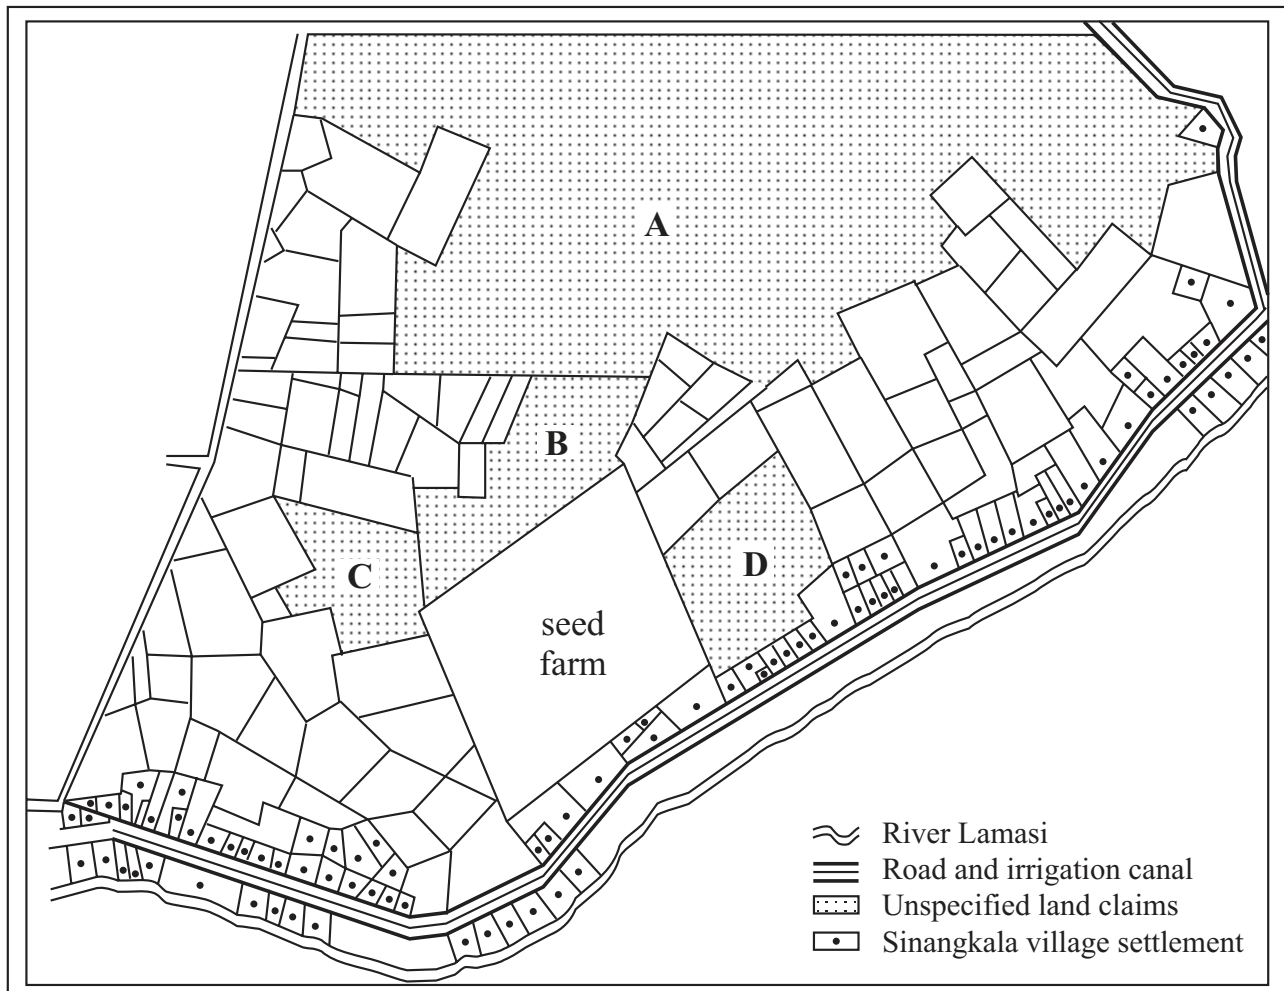 A
B
C
D
seed
farm
River Lamasi
Road and irrigation canal
Unspecified land claims
Sinangkala village settlement